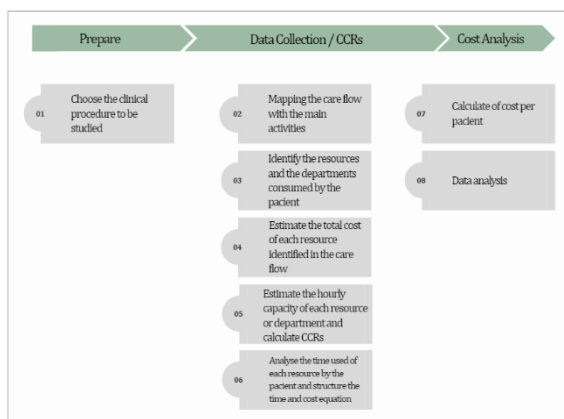 Prepare
Data Collection / CCRs
Cost Analysis
01
Choose the clinical
procedure to be
studied
02
Mapping the care flow
with the main
activities
03
Identify the resources
and the departments
consumed by the
pacient
04
Estimate the total cost
of each resource
identified in the care
flow
05
Estimate the hourly
capacity of each resource
or department and
calculate CCRs
06
Analyse the time used of
each resource by the
pacient and structure the
time and cost equation
07
Calculate of cost per
pacient
08
Data analysis